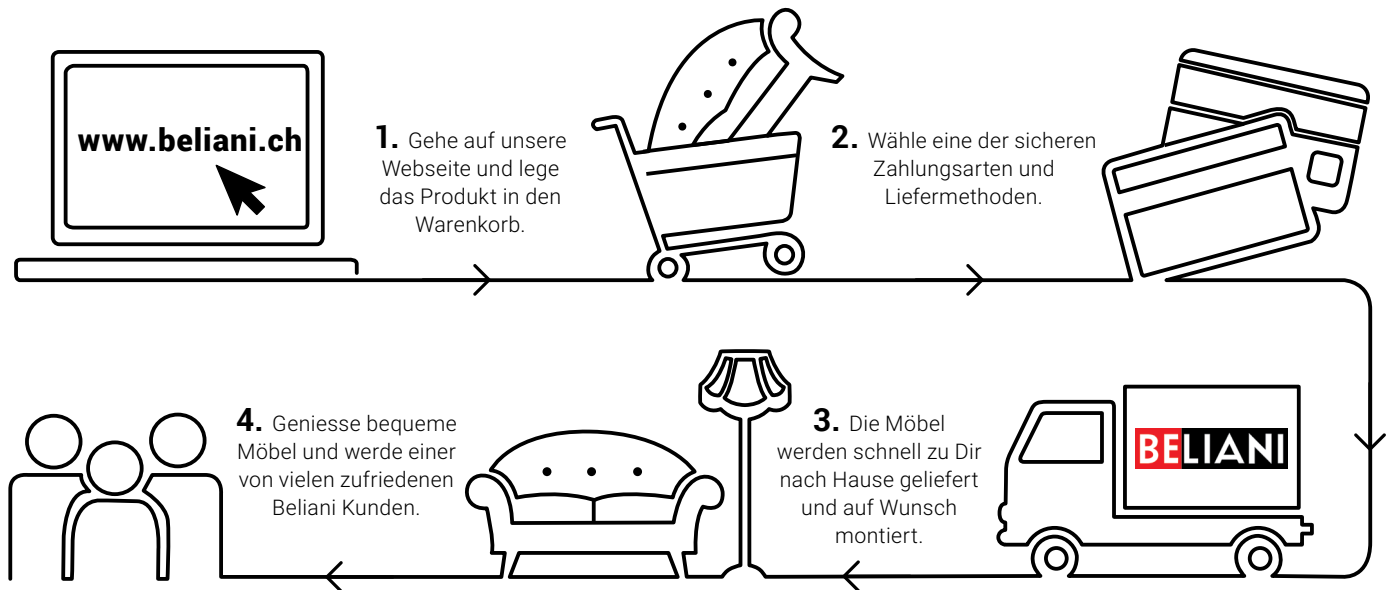 www.beliani.ch
1. Gehe auf unsere
Webseite und lege
das Produkt in den
Warenkorb.
2. Wähle eine der sicheren
Zahlungsarten und
Liefermethoden.
3. Die Möbel
werden schnell zu Dir
nach Hause geliefert
und auf Wunsch
montiert.
BELIANI
4. Geniesse bequeme
Möbel und werde einer
von vielen zufriedenen
Beliani Kunden.